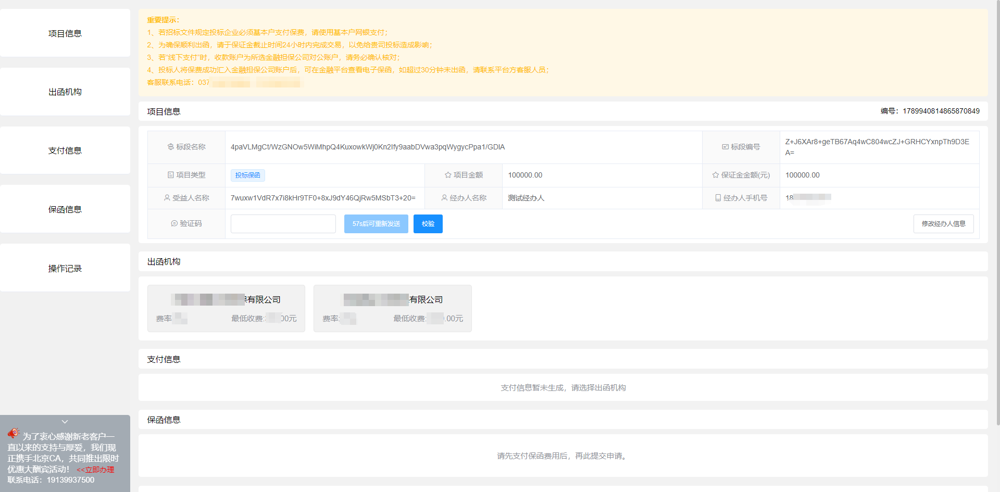 项目信息
出函机构
支付信息
保函信息
操作记录
为了衷心感谢新老客户一
直以来的支持与厚爱，我们现
正携手北京CA，共同推出限时
优惠大酬宾活动！ <<立即办理
联系电话：19139937500
重要提示：
1、若招标文件规定投标企业必须基本户支付保费，请使用基本户网银支付；
2、为确保顺利出函，请于保证金截止时间24小时内完成交易，以免给贵司投标造成影响；
3、若“线下支付”时，收款账户为所选金融担保公司对公账户，请务必确认核对；
4、投标人将保费成功汇入金融担保公司账户后，可在金融平台查看电子保函，如超过30分钟未出函，请联系平台方客服人员；
客服联系电话：037
项目信息 编号：1789940814865870849
标段名称 4paVLMgCt/WzGNOw5WiMhpQ4KuxowkWj0Kn2Ify9aabDVwa3pqWygycPpa1/GDIA 标段编号 Z+J6XAr8+geTB67Aq4wC804wcZJ+GRHCYxnpTh9D3E
A=
项目类型 投标保函 项目金额 100000.00 保证金金额(元) 100000.00
受益人名称 7wuxw1VdR7x7i8kHr9TF0+8xJ9dY46QjRw5MSbT3+20= 经办人名称 测试经办人 经办人手机号 18
验证码 57s后可重新发送 校验 修改经办人信息
出函机构
有限公司 有限公司
费率 最低收费: 00元 费率: 最低收费: .00元
支付信息
支付信息暂未生成，请选择出函机构
保函信息
请先支付保函费用后，再此提交申请。